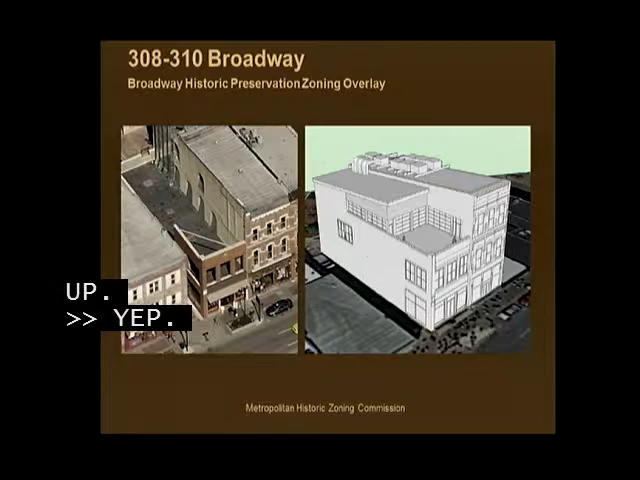 308-310 Broadway
Broadway Historic Preservation Zoning Overlay
UP.
>> YEP.
Metropolitan Historic Zoning Commission